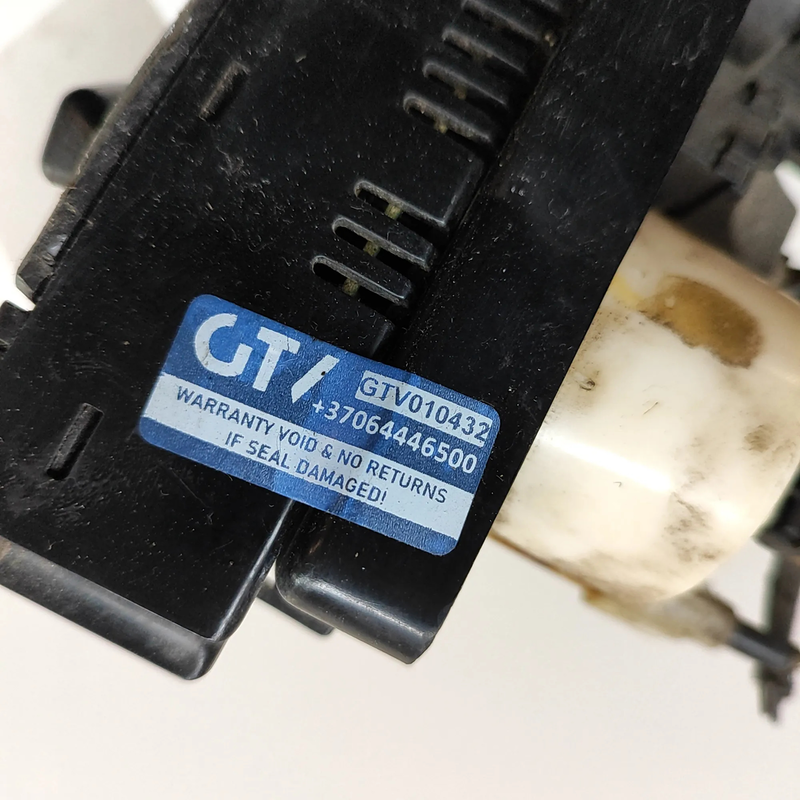 GTV
GTV010432
+37064446500
WARRANTY VOID & NO RETURNS
IF SEAL DAMAGED!